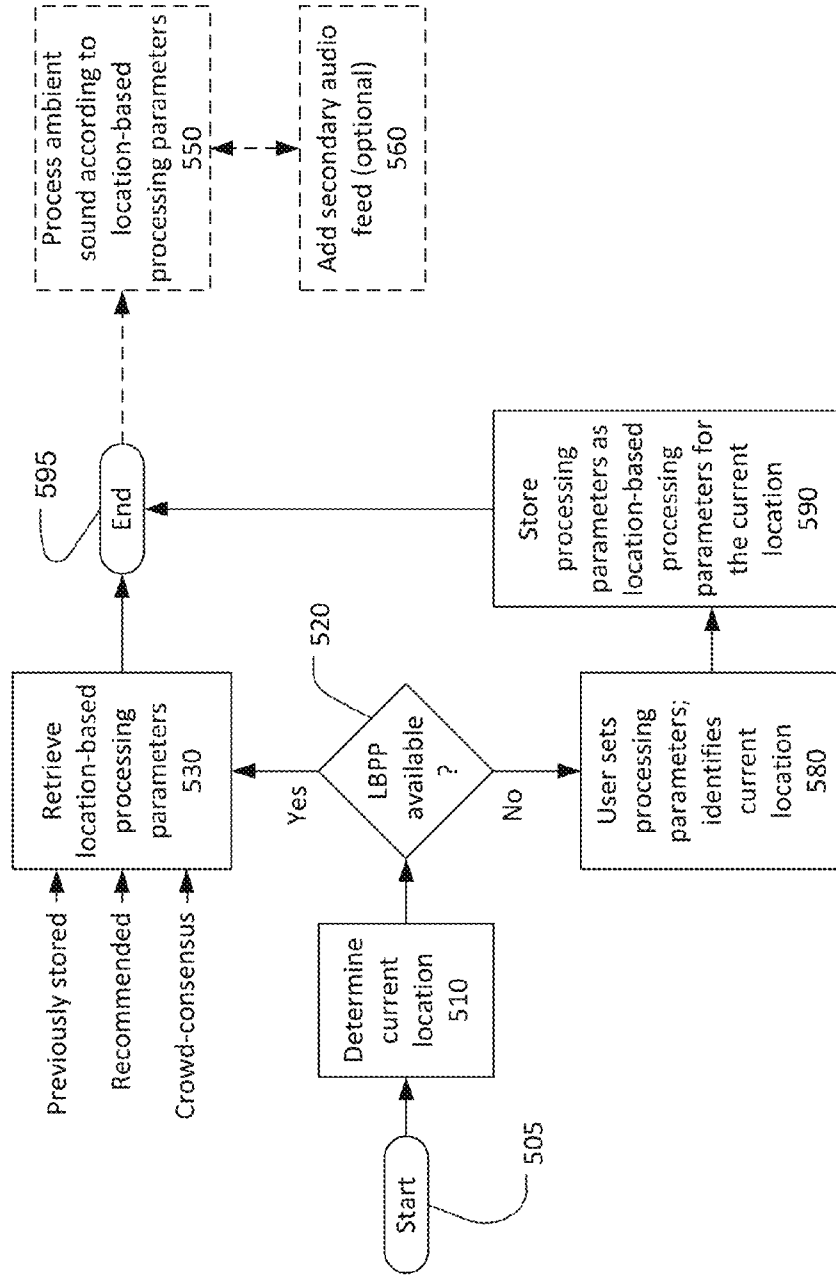 Start
505
Determine
current
location
510
LBPP
available
?
520
Yes
No
Previously stored
Recommended
Crowd-consensus
Retrieve
location-based
processing
parameters
530
User sets
processing
parameters;
identifies
current
location
580
Store
processing
parameters as
location-based
processing
parameters for
the current
location
590
End
595
Process ambient
sound according to
location-based
processing parameters
550
Add secondary audio
feed (optional)
560